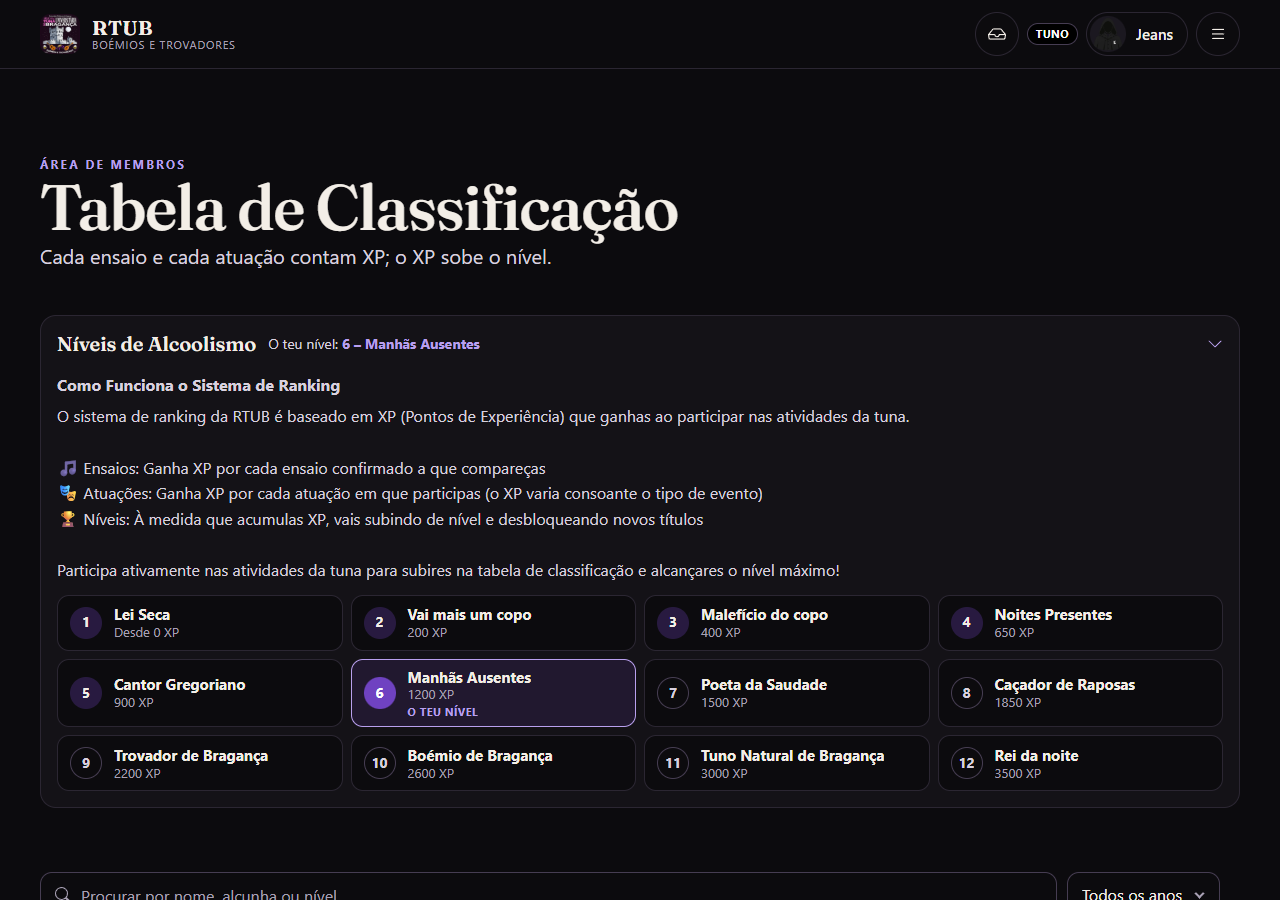 RTUB
BOÉMIOS E TROVADORES
TUNO
Jeans
ÁREA DE MEMBROS
Tabela de Classificação
Cada ensaio e cada atuação contam XP; o XP sobe o nível.
Níveis de Alcoolismo O teu nível: 6 – Manhãs Ausentes
Como Funciona o Sistema de Ranking
O sistema de ranking da RTUB é baseado em XP (Pontos de Experiência) que ganhas ao participar nas atividades da tuna.
🎵 Ensaios: Ganha XP por cada ensaio confirmado a que compareças
🎭 Atuações: Ganha XP por cada atuação em que participas (o XP varia consoante o tipo de evento)
🏆 Níveis: À medida que acumulas XP, vais subindo de nível e desbloqueando novos títulos
Participa ativamente nas atividades da tuna para subires na tabela de classificação e alcançares o nível máximo!
1 Lei Seca
Desde 0 XP
2 Vai mais um copo
200 XP
3 Malefício do copo
400 XP
4 Noites Presentes
650 XP
5 Cantor Gregoriano
900 XP
6 Manhãs Ausentes
1200 XP
O TEU NÍVEL
7 Poeta da Saudade
1500 XP
8 Caçador de Raposas
1850 XP
9 Trovador de Bragança
2200 XP
10 Boémio de Bragança
2600 XP
11 Tuno Natural de Bragança
3000 XP
12 Rei da noite
3500 XP
Procurar por nome, alcunha ou nível
Todos os anos